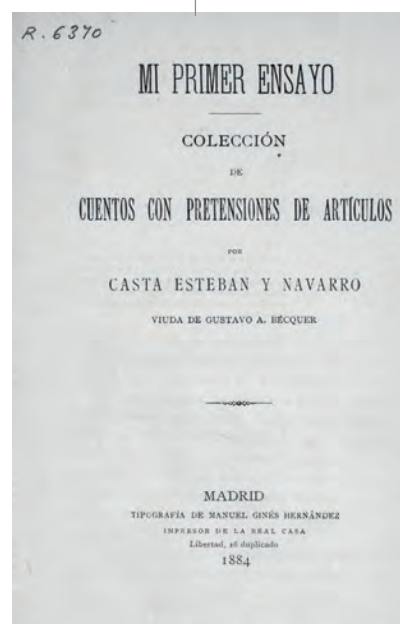 R. 6370
MI PRIMER ENSAYO
COLECCIÓN
DE
CUENTOS CON PRETENSIONES DE ARTÍCULOS
POR
CASTA ESTEBAN Y NAVARRO
VIUDA DE GUSTAVO A. BÉCQUER
MADRID
TIPOGRAFÍA DE MANUEL GINÉS HERNÁNDEZ
IMPRESOR DE LA REAL CASA
Libertad, 16 duplicado
1884